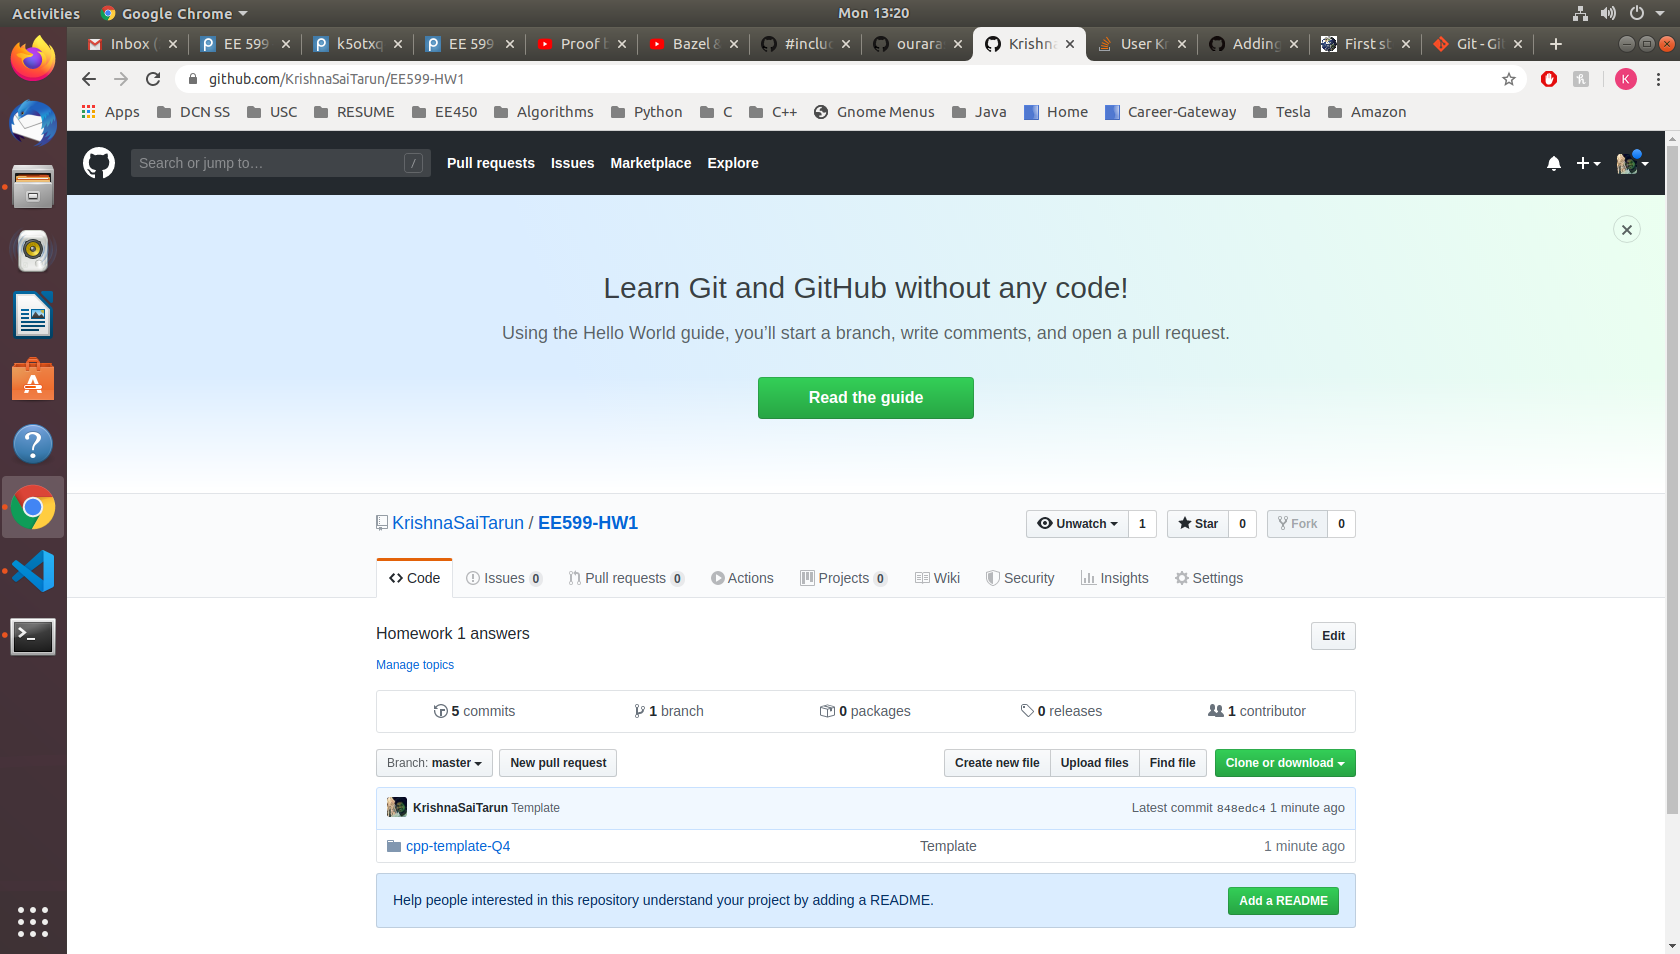 Activities Google Chrome Mon 13:20
Inbox ( EE 599 k5otxq EE 599 Proof b Bazel & #includ ourara Krishna User Kr Adding First st Git - Git
github.com/KrishnaSaiTarun/EE599-HW1 K
Apps DCN SS USC RESUME EE450 Algorithms Python C C++ Gnome Menus Java Home Career-Gateway Tesla Amazon
Search or jump to… / Pull requests Issues Marketplace Explore
Learn Git and GitHub without any code!
Using the Hello World guide, you’ll start a branch, write comments, and open a pull request.
Read the guide
KrishnaSaiTarun / EE599-HW1 Unwatch 1 Star 0 Fork 0
Code Issues 0 Pull requests 0 Actions Projects 0 Wiki Security Insights Settings
Homework 1 answers Edit
Manage topics
5 commits 1 branch 0 packages 0 releases 1 contributor
Branch: master New pull request Create new file Upload files Find file Clone or download
KrishnaSaiTarun Template Latest commit 848edc4 1 minute ago
cpp-template-Q4 Template 1 minute ago
Help people interested in this repository understand your project by adding a README. Add a README